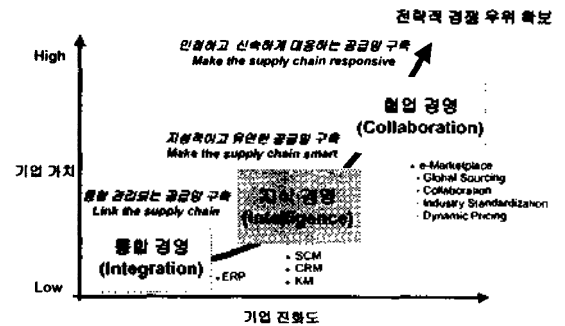 전략적 경쟁 우위 확보
민첩하고 신속하게 대응하는 공급망 구축
Make the supply chain responsive
High
협업 경영
(Collaboration)
지성적이고 유연한 공급망 구축
Make the supply chain smart
• e-Marketplace
• Global Sourcing
• Collaboration
• Industry Standardization
• Dynamic Pricing
기업 가치
통합 관리되는 공급망 구축
Link the supply chain
지식 경영
(Intelligence)
통합 경영
(Integration)
• ERP
• SCM
• CRM
• KM
Low
기업 진화도